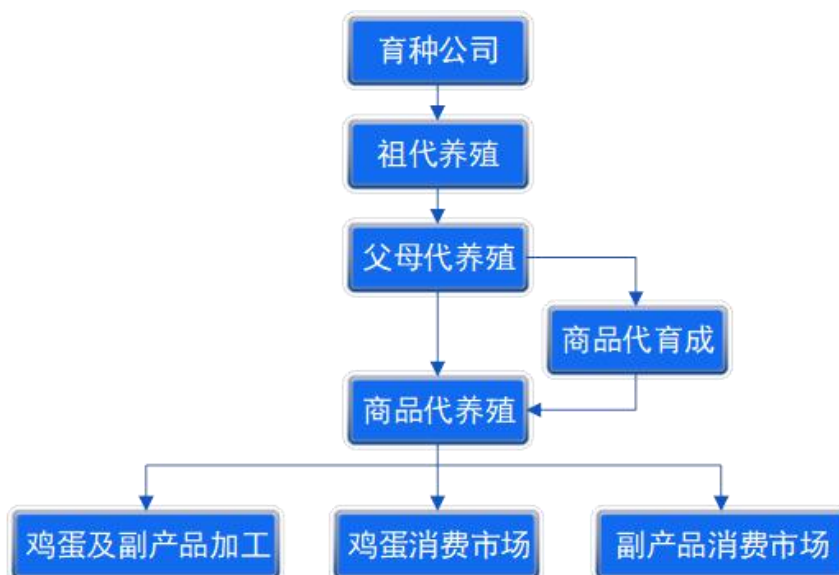 育种公司
祖代养殖
父母代养殖
商品代育成
商品代养殖
鸡蛋及副产品加工
鸡蛋消费市场
副产品消费市场